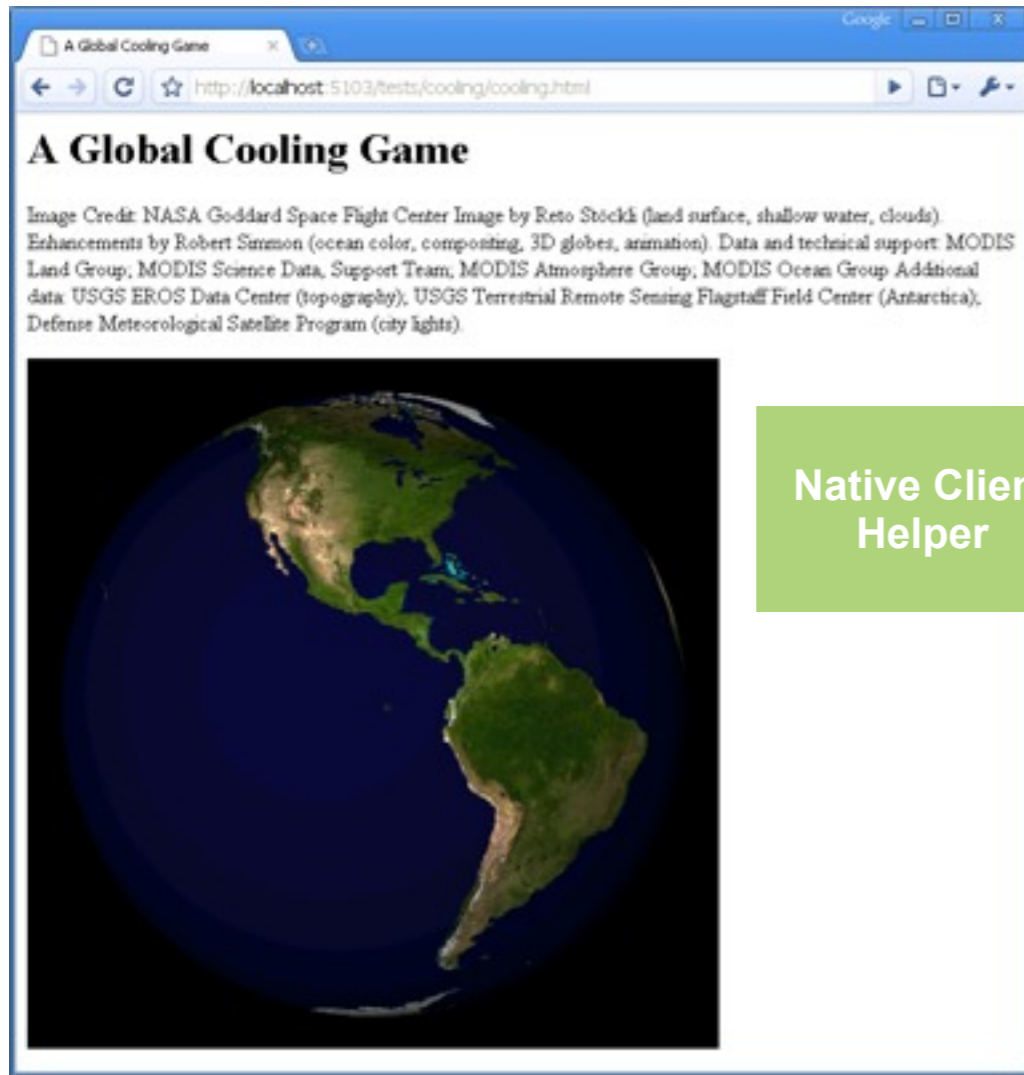 Google
A Global Cooling Game
http://localhost:5103/tests/cooling/cooling.html
A Global Cooling Game
Image Credit: NASA Goddard Space Flight Center Image by Reto Stöckli (land surface, shallow water, clouds).
Enhancements by Robert Simmon (ocean color, compositing, 3D globes, animation). Data and technical support: MODIS
Land Group; MODIS Science Data, Support Team; MODIS Atmosphere Group; MODIS Ocean Group Additional
data: USGS EROS Data Center (topography); USGS Terrestrial Remote Sensing Flagstaff Field Center (Antarctica);
Defense Meteorological Satellite Program (city lights).
Native Clien
Helper